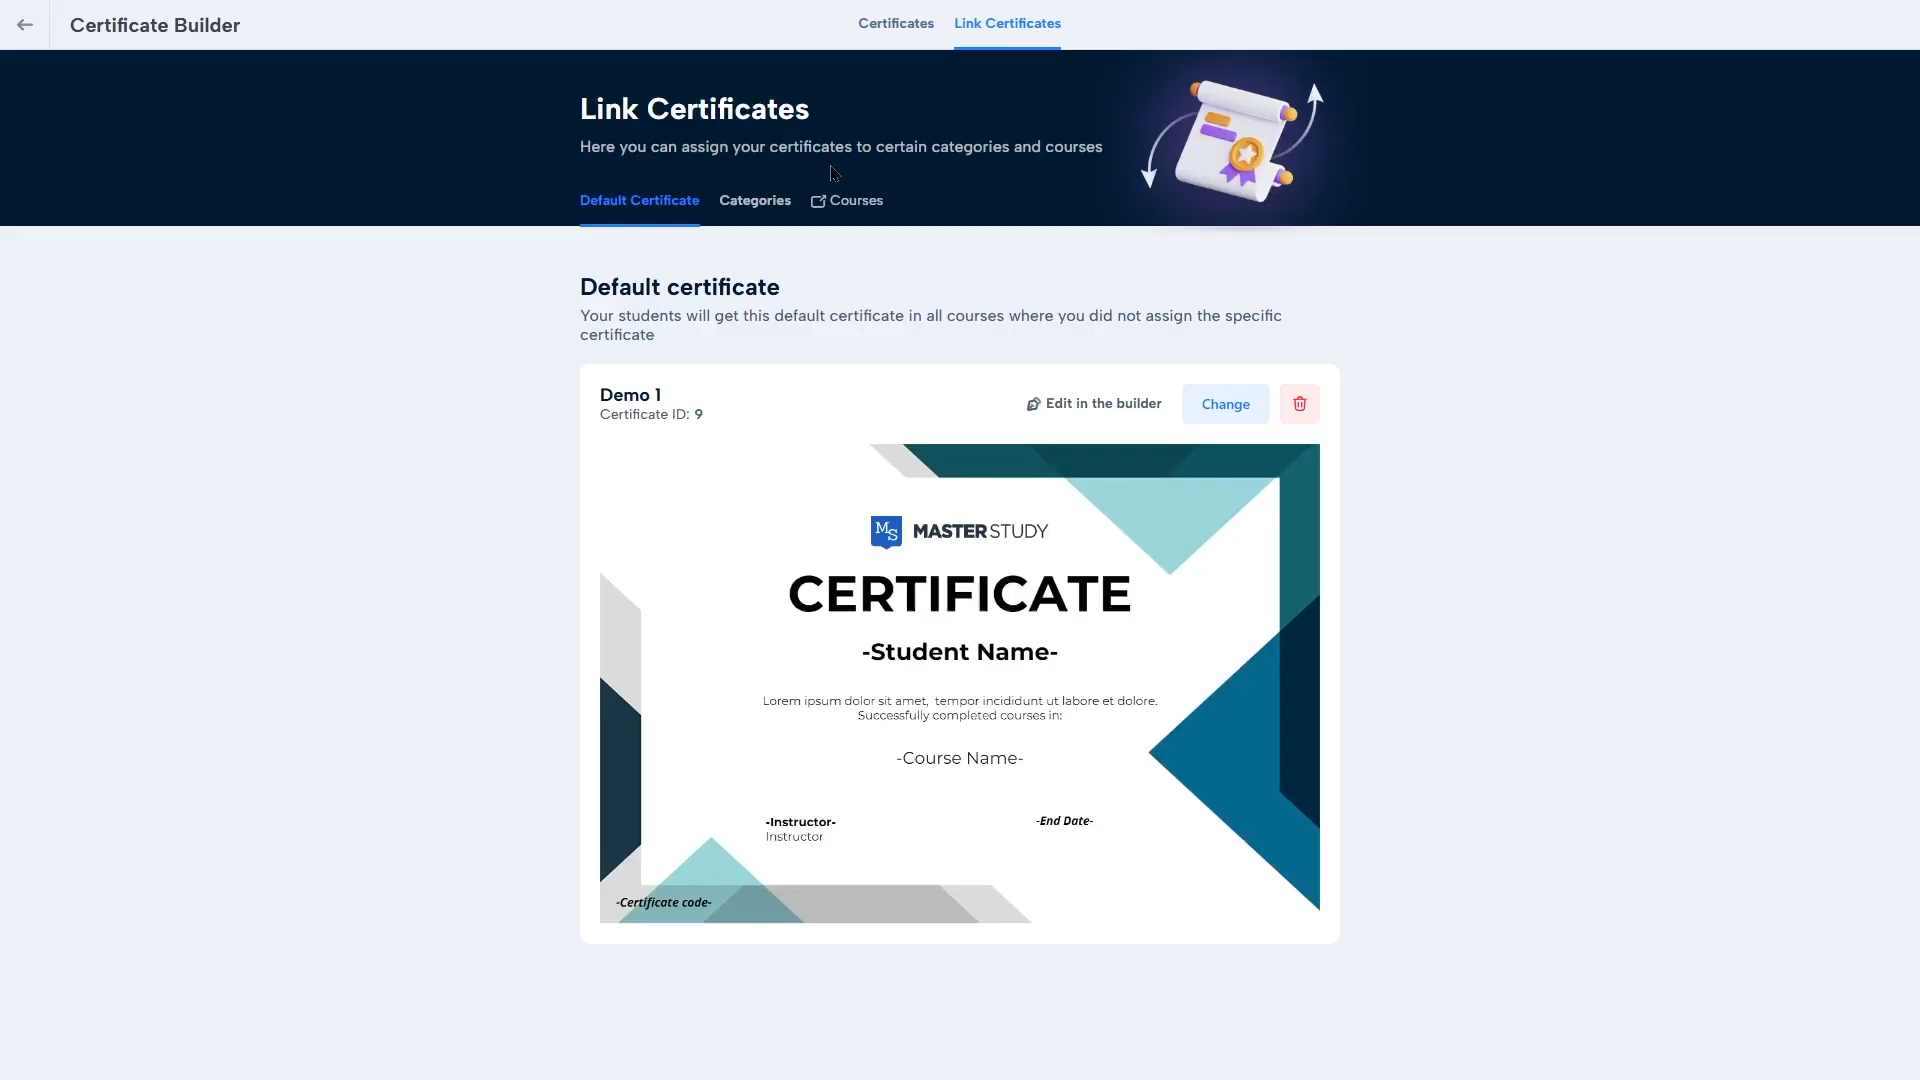 Certificate Builder
Certificates
Link Certificates
Link Certificates
Here you can assign your certificates to certain categories and courses
Default Certificate
Categories
Courses
Default certificate
Your students will get this default certificate in all courses where you did not assign the specific
certificate
Demo 1
Certificate ID: 9
Edit in the builder
Change
MS
MASTERSTUDY
CERTIFICATE
-Student Name-
Lorem ipsum dolor sit amet, tempor incididunt ut labore et dolore.
Successfully completed courses in:
-Course Name-
-Instructor-
Instructor
-End Date-
-Certificate code-